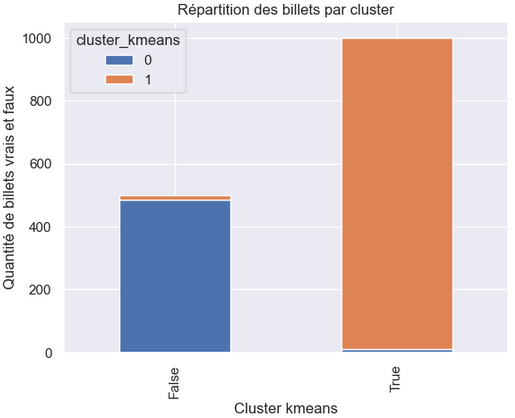 Répartition des billets par cluster
cluster_kmeans
0
1
Quantité de billets vrais et faux
1000
800
600
400
200
0
False
True
Cluster kmeans